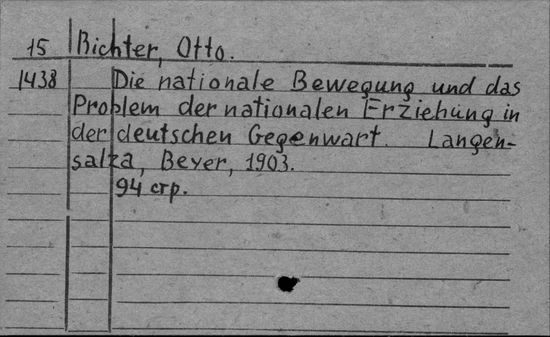 15 Richter, Otto.
1438 Die nationale Bewegung und das
Problem der nationalen Erziehung in
der deutschen Gegenwart. Langen-
salza, Beyer, 1903.
94 стр.